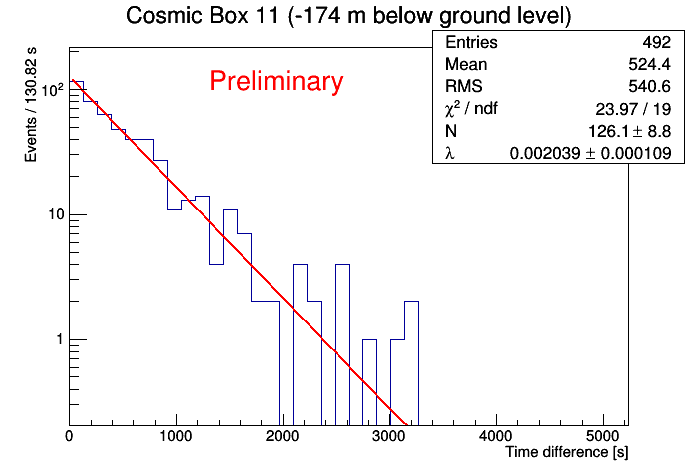 Cosmic Box 11 (-174 m below ground level)
Entries 492
Mean 524.4
RMS 540.6
χ² / ndf 23.97 / 19
N 126.1 ± 8.8
λ 0.002039 ± 0.000109
Preliminary
Events / 130.82 s
10²
10
1
0 1000 2000 3000 4000 5000
Time difference [s]